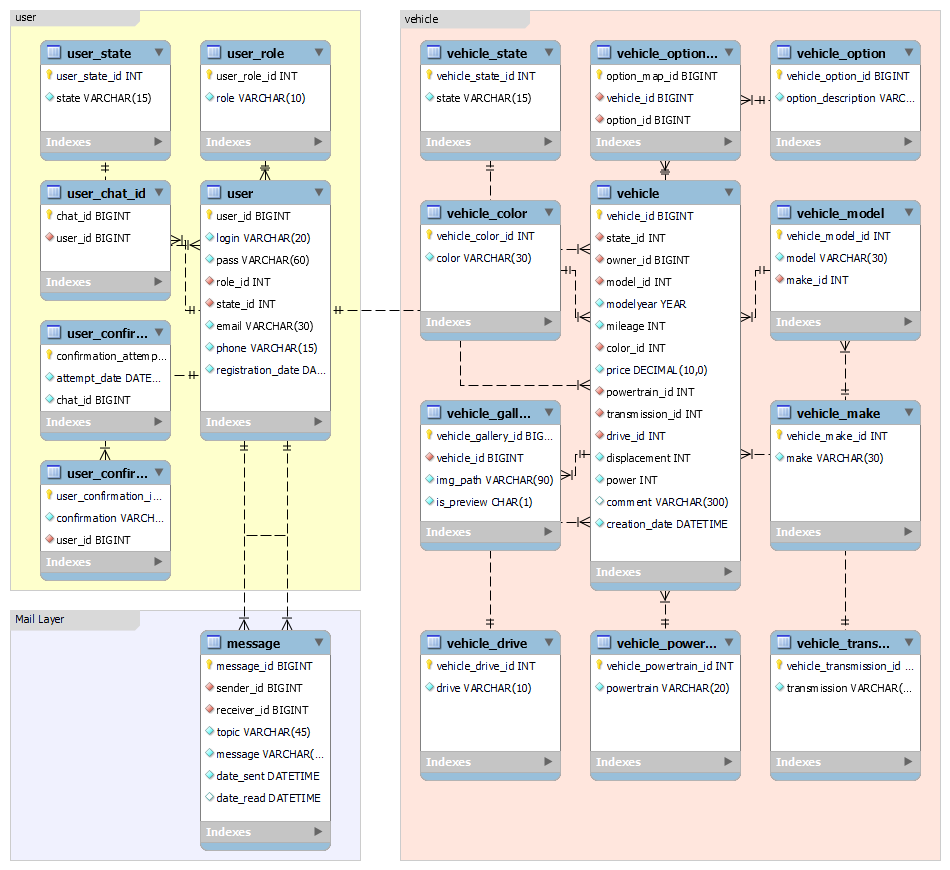 user
user_state
user_state_id INT
state VARCHAR(15)
Indexes
user_role
user_role_id INT
role VARCHAR(10)
Indexes
user_chat_id
chat_id BIGINT
user_id BIGINT
Indexes
user
user_id BIGINT
login VARCHAR(20)
pass VARCHAR(60)
role_id INT
state_id INT
email VARCHAR(30)
phone VARCHAR(15)
registration_date DA...
Indexes
user_confir...
confirmation_attemp...
attempt_date DATE...
chat_id BIGINT
Indexes
user_confir...
user_confirmation_i...
confirmation VARCH...
user_id BIGINT
Indexes
Mail Layer
message
message_id BIGINT
sender_id BIGINT
receiver_id BIGINT
topic VARCHAR(45)
message VARCHAR(...
date_sent DATETIME
date_read DATETIME
Indexes
vehicle
vehicle_state
vehicle_state_id INT
state VARCHAR(15)
Indexes
vehicle_option...
option_map_id BIGINT
vehicle_id BIGINT
option_id BIGINT
Indexes
vehicle_option
vehicle_option_id BIGINT
option_description VARC...
Indexes
vehicle_color
vehicle_color_id INT
color VARCHAR(30)
Indexes
vehicle
vehicle_id BIGINT
state_id INT
owner_id BIGINT
model_id INT
modelyear YEAR
mileage INT
color_id INT
price DECIMAL(10,0)
powertrain_id INT
transmission_id INT
drive_id INT
displacement INT
power INT
comment VARCHAR(300)
creation_date DATETIME
Indexes
vehicle_model
vehicle_model_id INT
model VARCHAR(30)
make_id INT
Indexes
vehicle_gall...
vehicle_gallery_id BIG...
vehicle_id BIGINT
img_path VARCHAR(90)
is_preview CHAR(1)
Indexes
vehicle_make
vehicle_make_id INT
make VARCHAR(30)
Indexes
vehicle_drive
vehicle_drive_id INT
drive VARCHAR(10)
Indexes
vehicle_power...
vehicle_powertrain_id INT
powertrain VARCHAR(20)
Indexes
vehicle_trans...
vehicle_transmission_id ...
transmission VARCHAR(...
Indexes